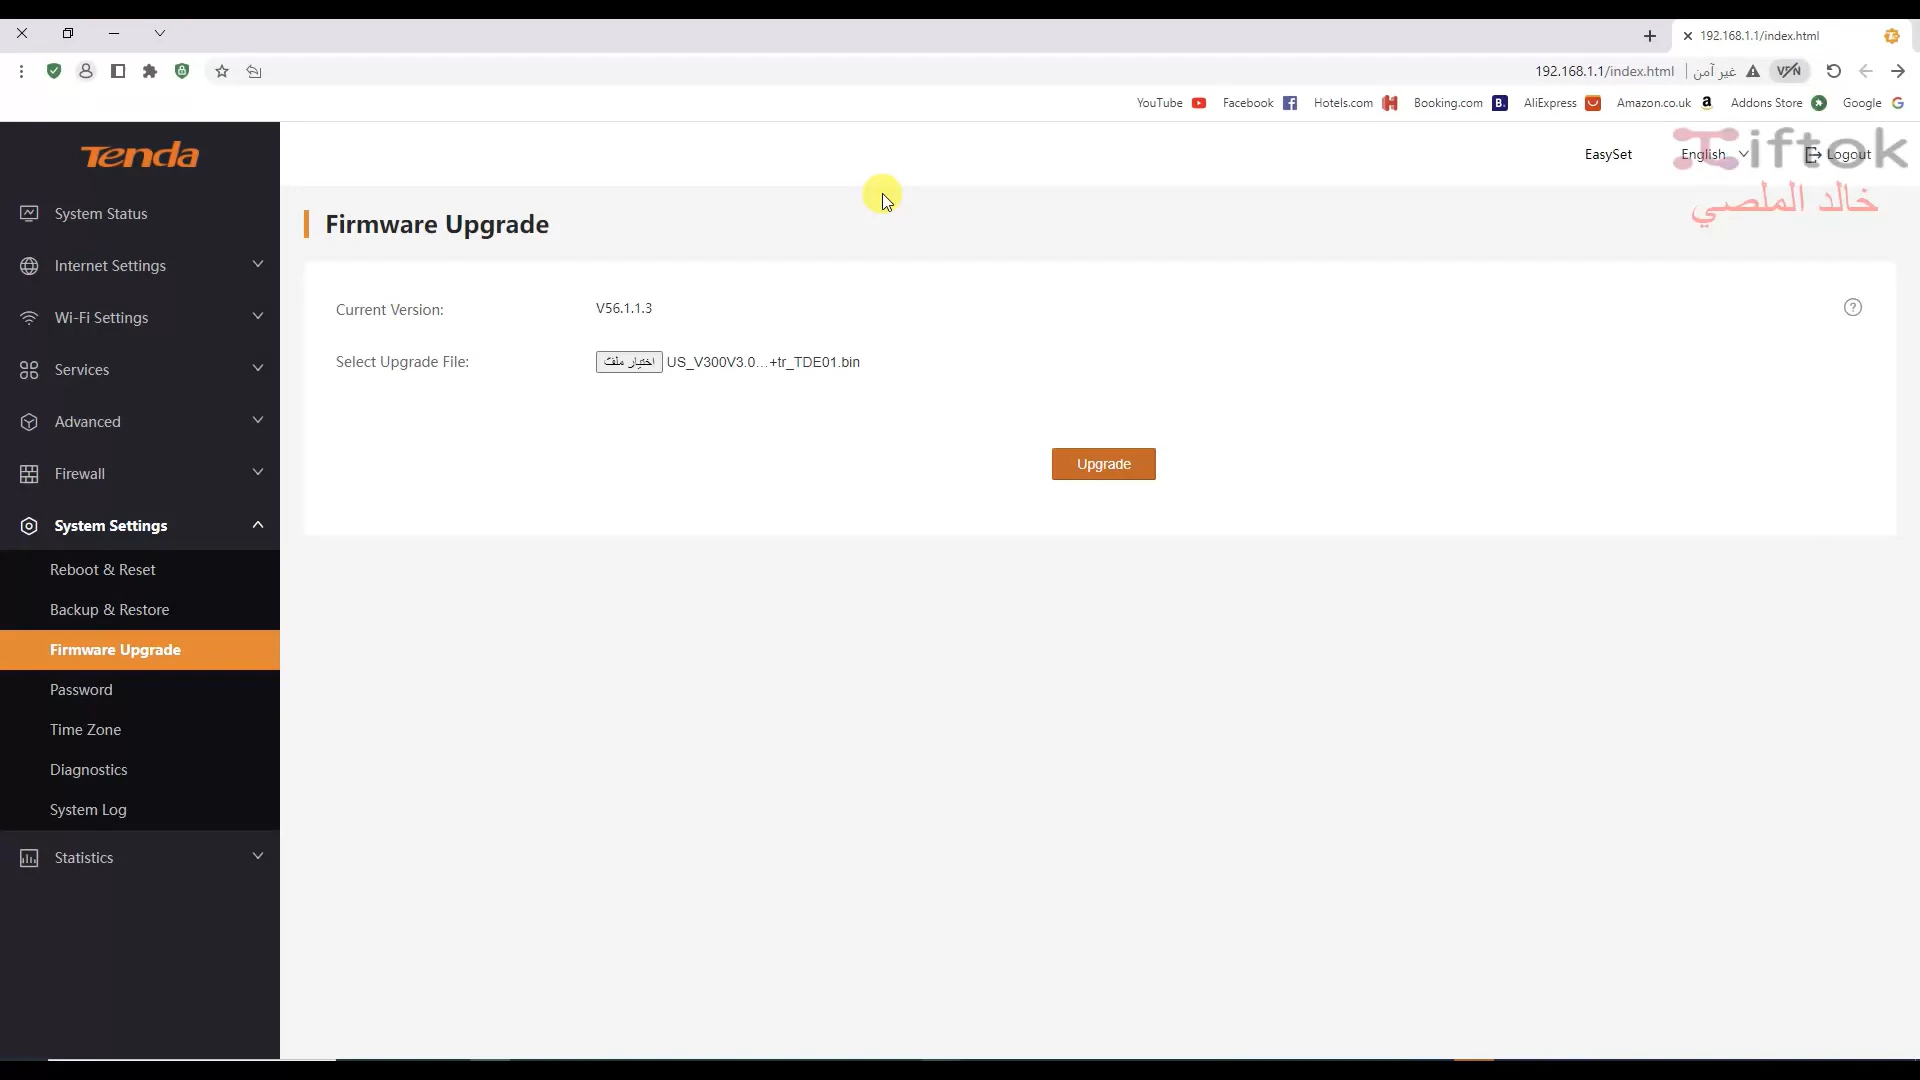 192.168.1.1/index.html
192.168.1.1/index.html
غير آمن
VPN
YouTube
Facebook
Hotels.com
Booking.com
AliExpress
Amazon.co.uk
Addons Store
Google
Tenda
EasySet
English
Logout
iftok
خالد الملصي
System Status
Internet Settings
Wi-Fi Settings
Services
Advanced
Firewall
System Settings
Reboot & Reset
Backup & Restore
Firmware Upgrade
Password
Time Zone
Diagnostics
System Log
Statistics
Firmware Upgrade
Current Version:
V56.1.1.3
Select Upgrade File:
اختيار ملف US_V300V3.0...+tr_TDE01.bin
Upgrade